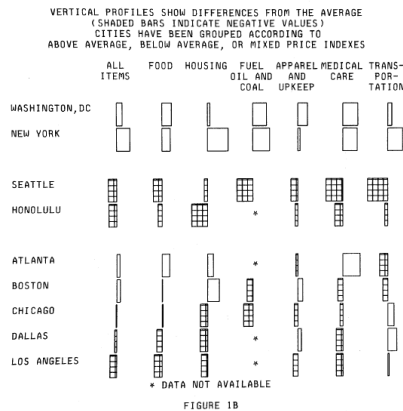 VERTICAL PROFILES SHOW DIFFERENCES FROM THE AVERAGE
(SHADED BARS INDICATE NEGATIVE VALUES)
CITIES HAVE BEEN GROUPED ACCORDING TO
ABOVE AVERAGE, BELOW AVERAGE, OR MIXED PRICE INDEXES
ALL FOOD HOUSING FUEL APPAREL MEDICAL TRANS-
ITEMS OIL AND AND CARE POR-
COAL UPKEEP TATION
WASHINGTON,DC
NEW YORK
SEATTLE
HONOLULU *
ATLANTA *
BOSTON
CHICAGO
DALLAS *
LOS ANGELES *
* DATA NOT AVAILABLE
FIGURE 1B